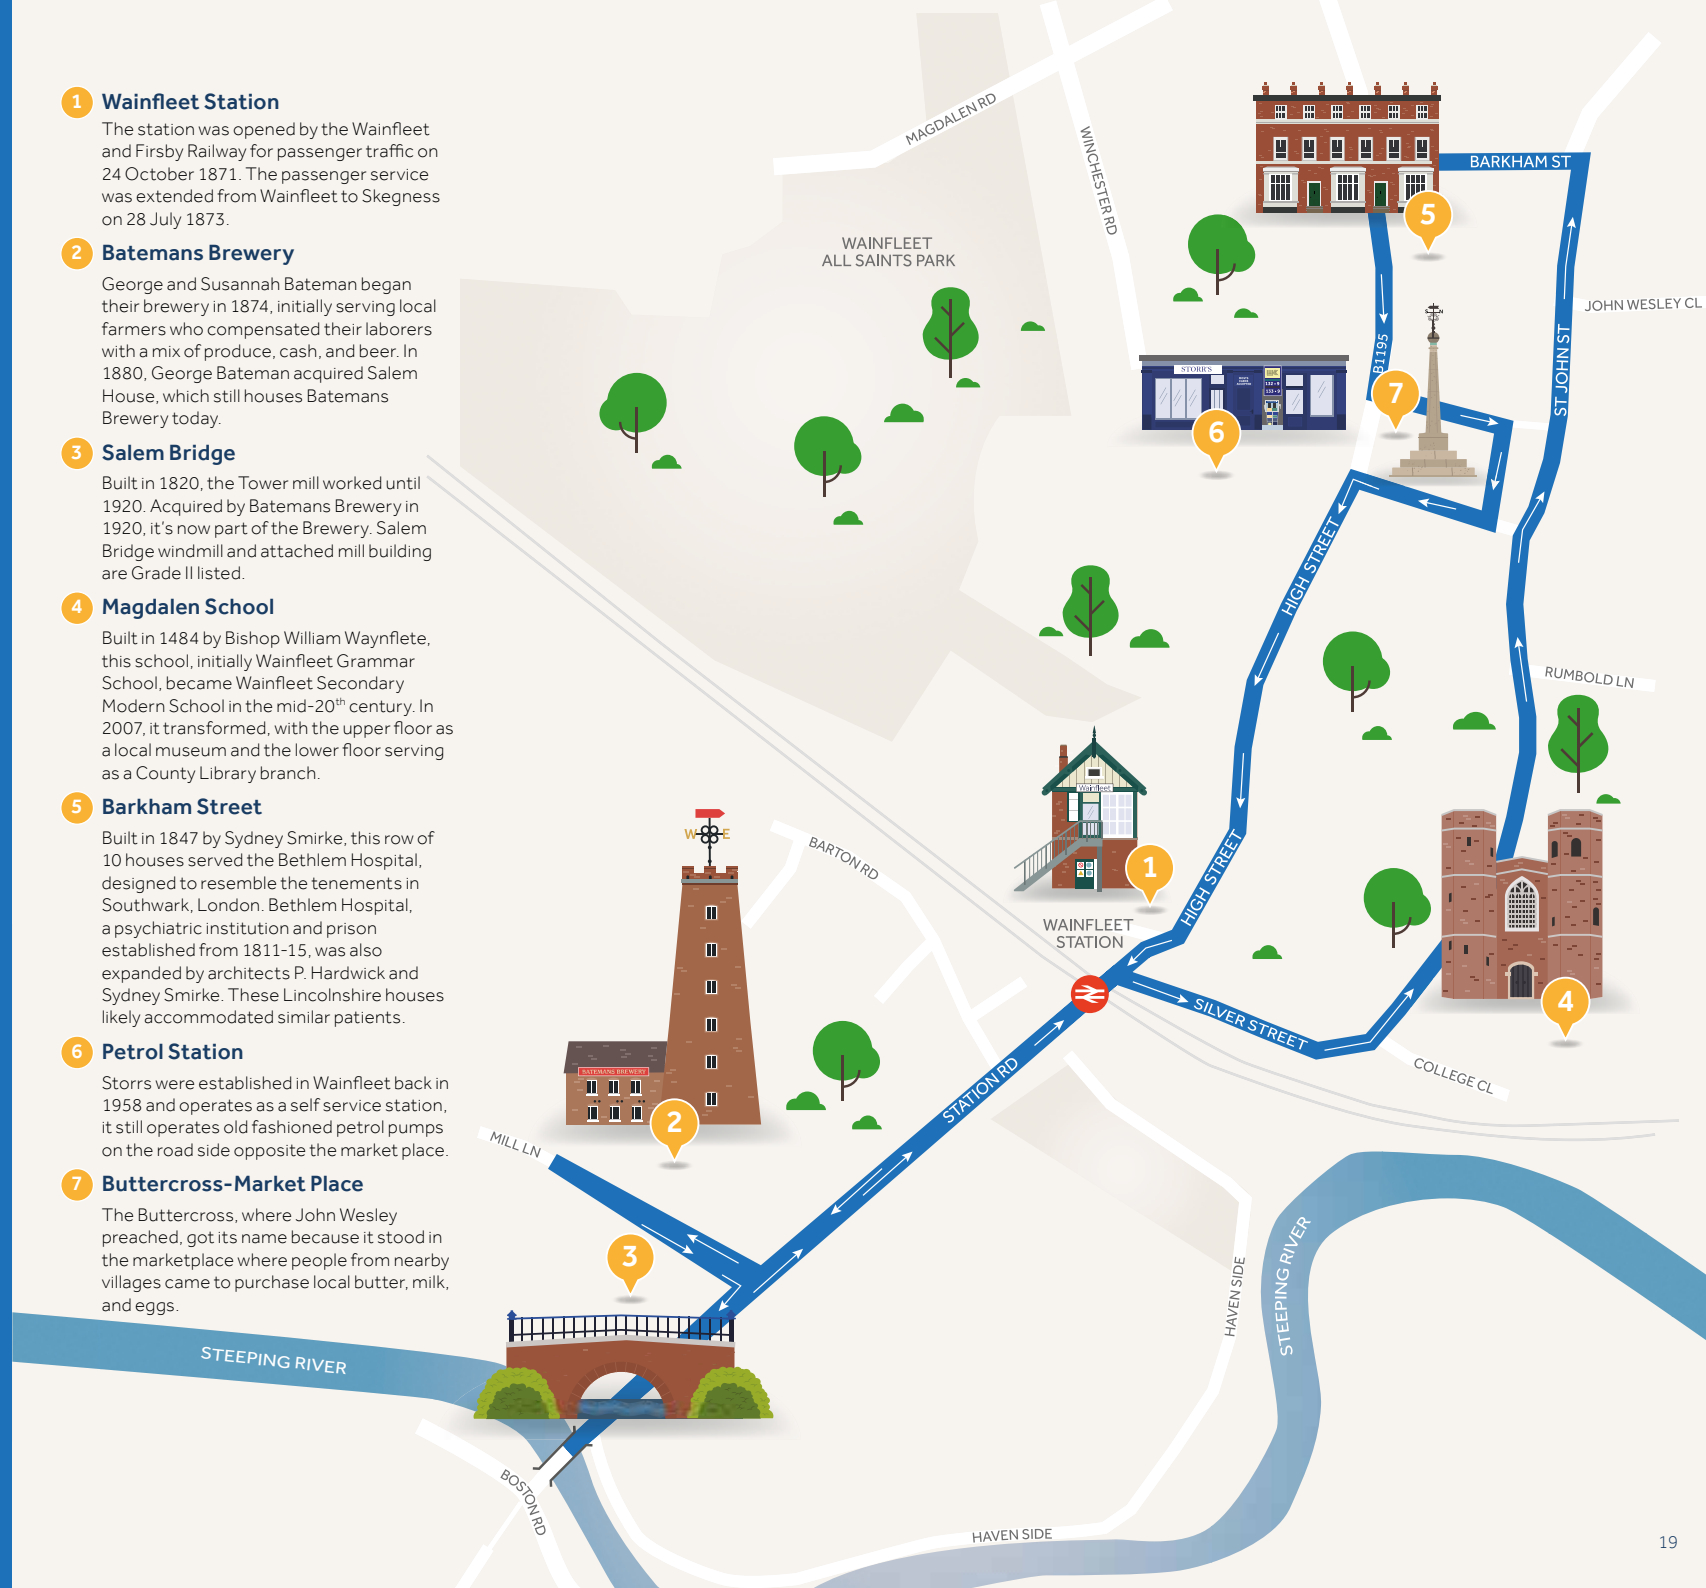 1 Wainfleet Station
The station was opened by the Wainfleet
and Firsby Railway for passenger traffic on
24 October 1871. The passenger service
was extended from Wainfleet to Skegness
on 28 July 1873.
2 Batemans Brewery
George and Susannah Bateman began
their brewery in 1874, initially serving local
farmers who compensated their laborers
with a mix of produce, cash, and beer. In
1880, George Bateman acquired Salem
House, which still houses Batemans
Brewery today.
3 Salem Bridge
Built in 1820, the Tower mill worked until
1920. Acquired by Batemans Brewery in
1920, it's now part of the Brewery. Salem
Bridge windmill and attached mill building
are Grade II listed.
4 Magdalen School
Built in 1484 by Bishop William Waynflete,
this school, initially Wainfleet Grammar
School, became Wainfleet Secondary
Modern School in the mid-20th century. In
2007, it transformed, with the upper floor as
a local museum and the lower floor serving
as a County Library branch.
5 Barkham Street
Built in 1847 by Sydney Smirke, this row of
10 houses served the Bethlem Hospital,
designed to resemble the tenements in
Southwark, London. Bethlem Hospital,
a psychiatric institution and prison
established from 1811-15, was also
expanded by architects P. Hardwick and
Sydney Smirke. These Lincolnshire houses
likely accommodated similar patients.
6 Petrol Station
Storrs were established in Wainfleet back in
1958 and operates as a self service station,
it still operates old fashioned petrol pumps
on the road side opposite the market place.
7 Buttercross-Market Place
The Buttercross, where John Wesley
preached, got its name because it stood in
the marketplace where people from nearby
villages came to purchase local butter, milk,
and eggs.
MAGDALEN RD
WINCHESTER RD
BARKHAM ST
5
WAINFLEET
ALL SAINTS PARK
JOHN WESLEY CL
ST JOHN ST
B1195
STORR'S
132.9
133.9
7
6
HIGH STREET
RUMBOLD LN
Wainfleet
W E
BARTON RD
1
HIGH STREET
WAINFLEET
STATION
4
SILVER STREET
COLLEGE CL
STATION RD
BATEMANS BREWERY
2
MILL LN
3
HAVEN SIDE
STEEPING RIVER
STEEPING RIVER
BOSTON RD
HAVEN SIDE
19